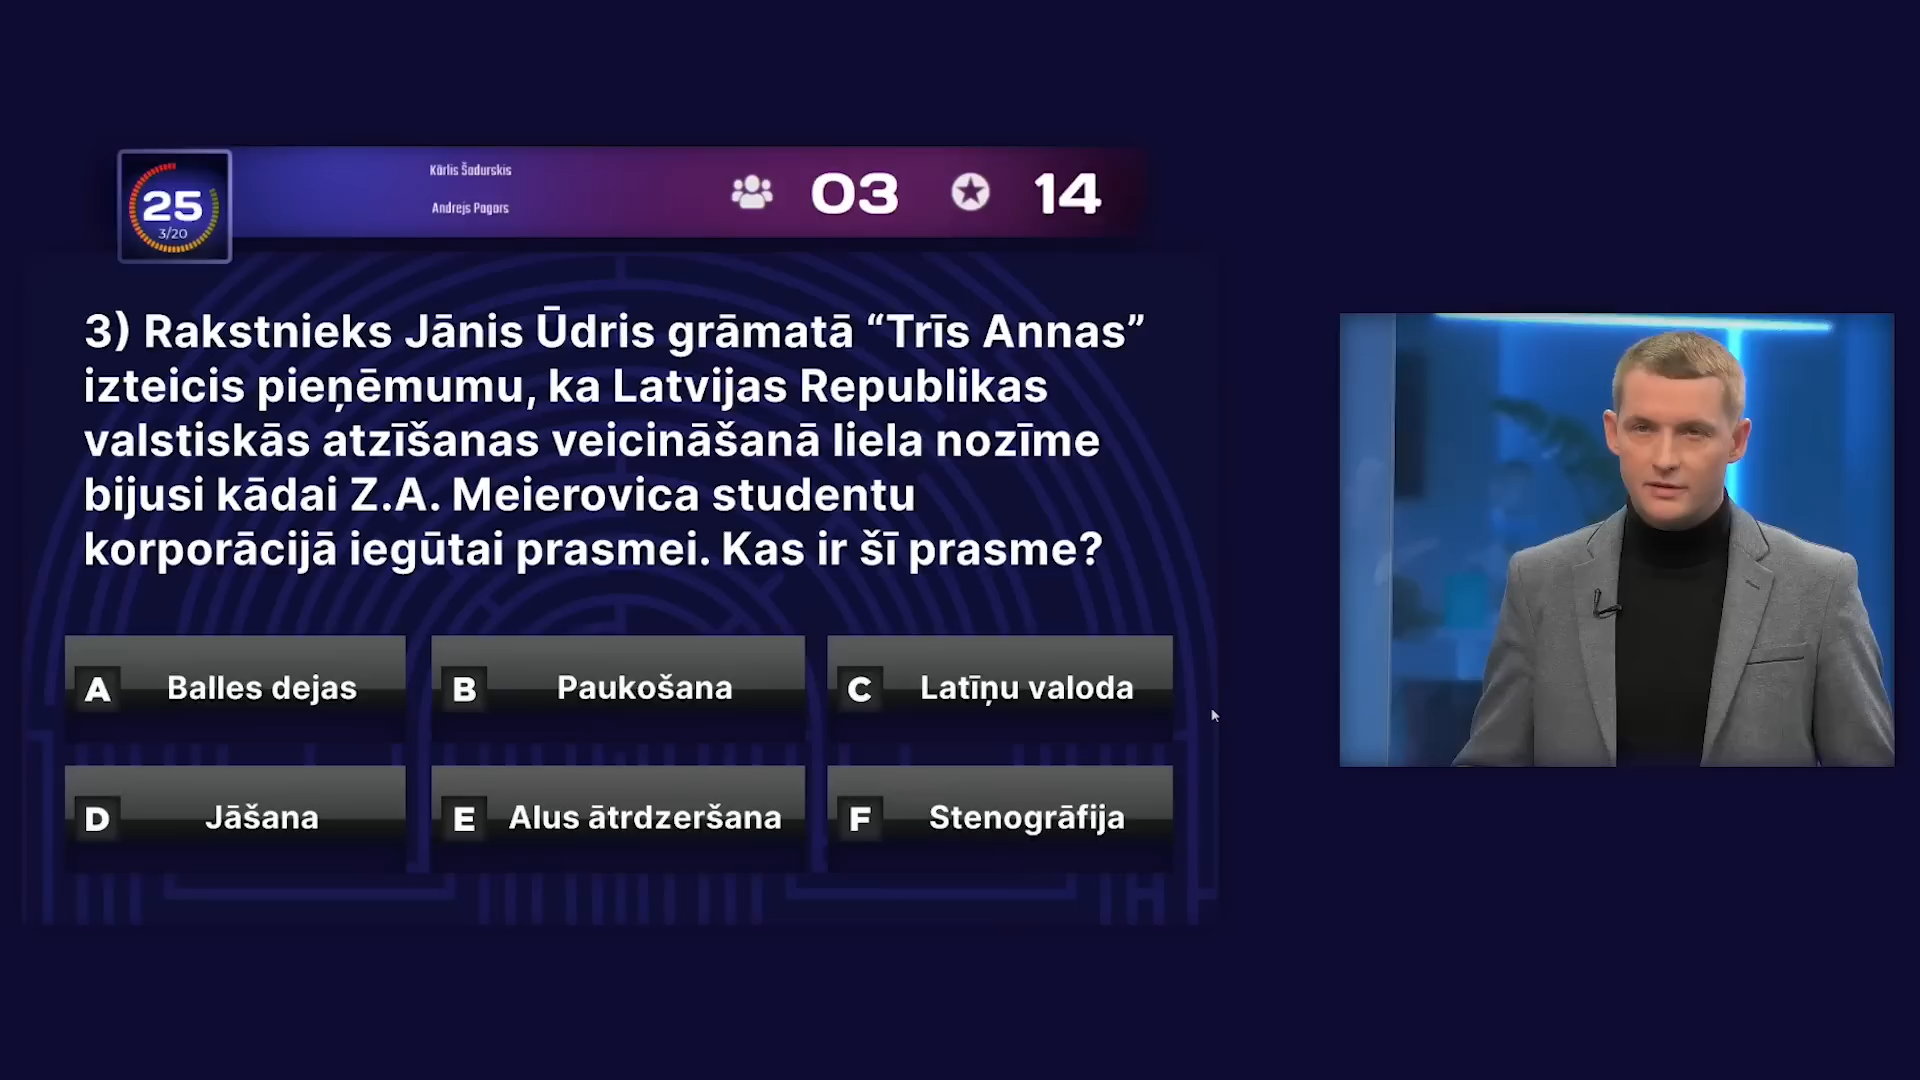 25
3/20
Kārlis Šadurskis
Andrejs Pagors
03
14
3) Rakstnieks Jānis Ūdris grāmatā “Trīs Annas”
izteicis pieņēmumu, ka Latvijas Republikas
valstiskās atzīšanas veicināšanā liela nozīme
bijusi kādai Z.A. Meierovica studentu
korporācijā iegūtai prasmei. Kas ir šī prasme?
A Balles dejas
B Paukošana
C Latīņu valoda
D Jāšana
E Alus ātrdzeršana
F Stenogrāfija